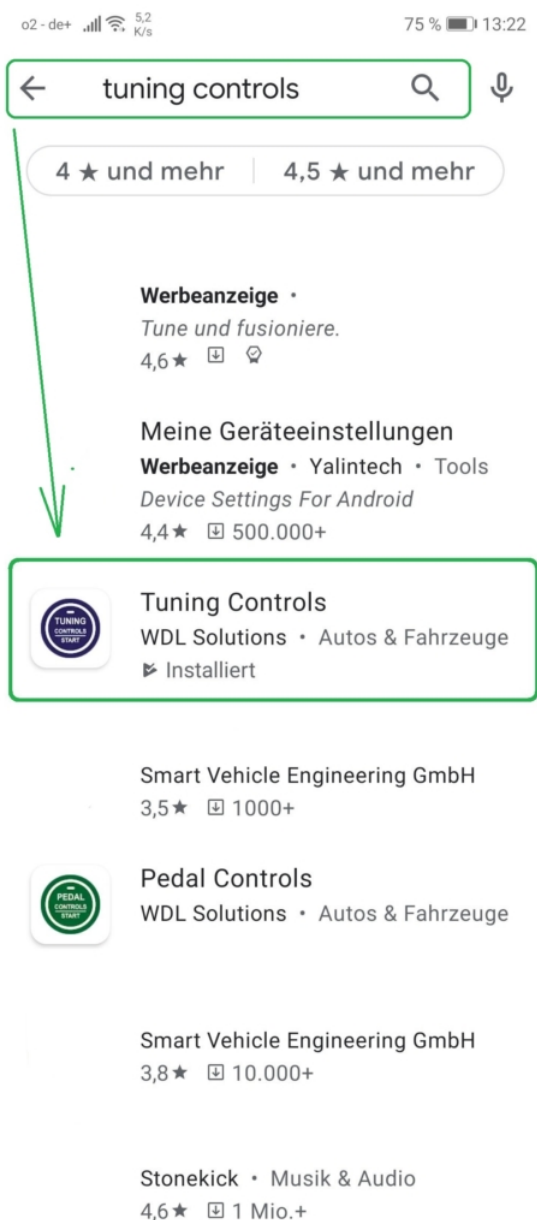 o2 - de+ 5,2 K/s 75 % 13:22
tuning controls
4 ★ und mehr 4,5 ★ und mehr
Werbeanzeige •
Tune und fusioniere.
4,6★
Meine Geräteeinstellungen
Werbeanzeige • Yalintech • Tools
Device Settings For Android
4,4★ 500.000+
TUNING
CONTROLS
START
Tuning Controls
WDL Solutions • Autos & Fahrzeuge
Installiert
Smart Vehicle Engineering GmbH
3,5★ 1000+
PEDAL
CONTROLS
START
Pedal Controls
WDL Solutions • Autos & Fahrzeuge
Smart Vehicle Engineering GmbH
3,8★ 10.000+
Stonekick • Musik & Audio
4,6★ 1 Mio.+